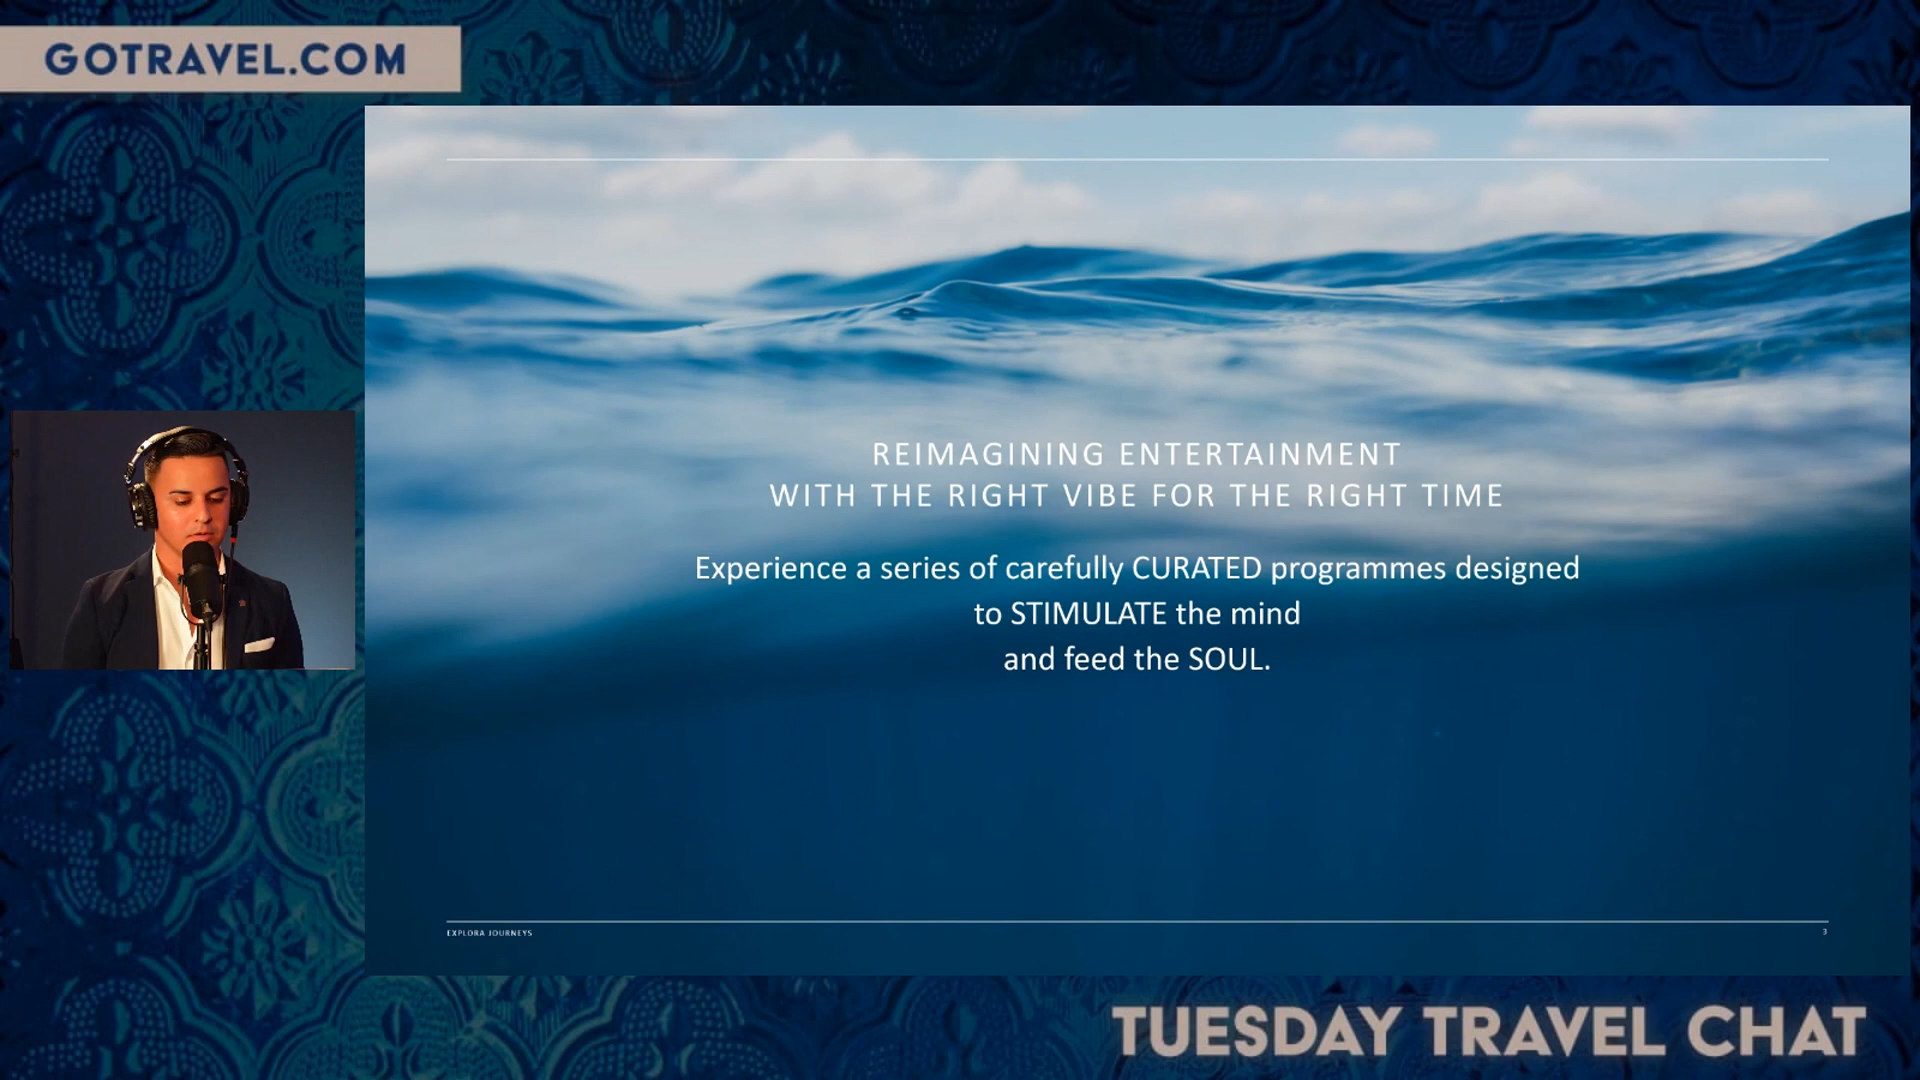 GOTRAVEL.COM
REIMAGINING ENTERTAINMENT
WITH THE RIGHT VIBE FOR THE RIGHT TIME
Experience a series of carefully CURATED programmes designed
to STIMULATE the mind
and feed the SOUL.
EXPLORA JOURNEYS
3
TUESDAY TRAVEL CHAT